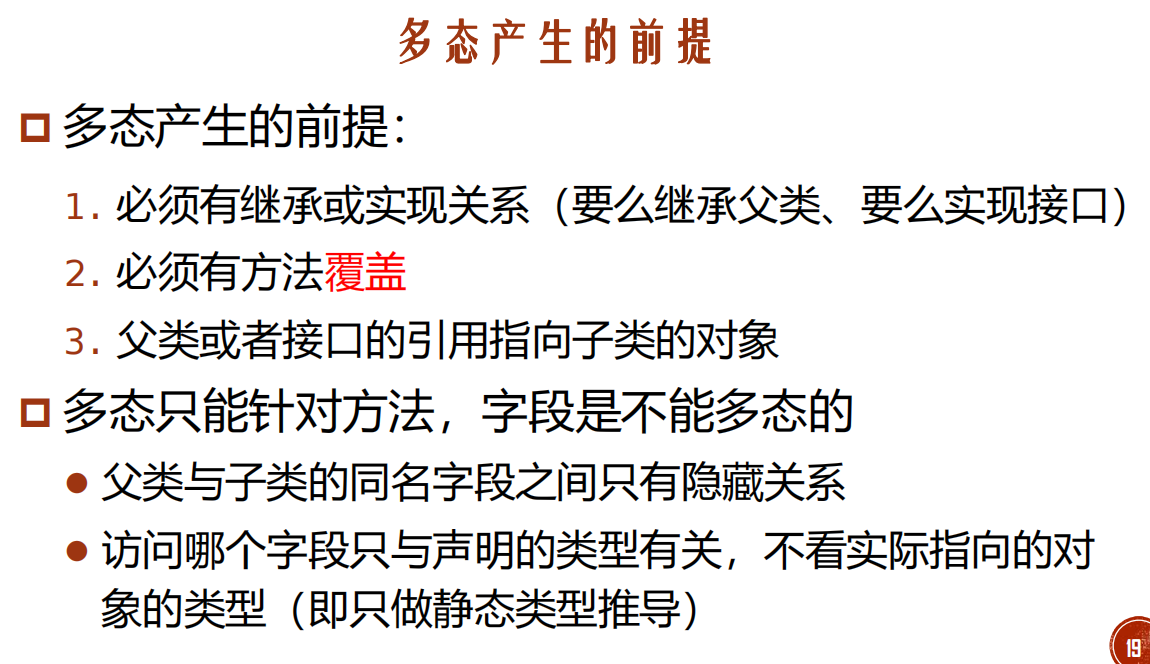 多态产生的前提
多态产生的前提：
1. 必须有继承或实现关系（要么继承父类、要么实现接口）
2. 必须有方法覆盖
3. 父类或者接口的引用指向子类的对象
多态只能针对方法，字段是不能多态的
父类与子类的同名字段之间只有隐藏关系
访问哪个字段只与声明的类型有关，不看实际指向的对
象的类型（即只做静态类型推导）
19